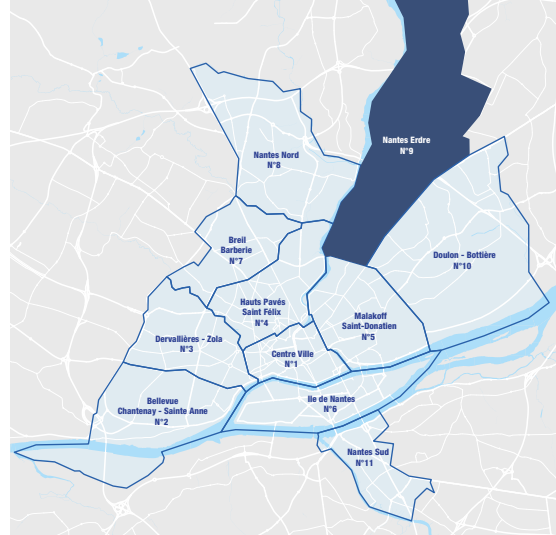 Nantes Erdre
N°9
Nantes Nord
N°8
Breil
Barberie
N°7
Doulon - Bottière
N°10
Hauts Pavés
Saint Félix
N°4
Malakoff
Saint-Donatien
N°5
Dervallières - Zola
N°3
Centre Ville
N°1
Bellevue
Chantenay - Sainte Anne
N°2
Ile de Nantes
N°6
Nantes Sud
N°11